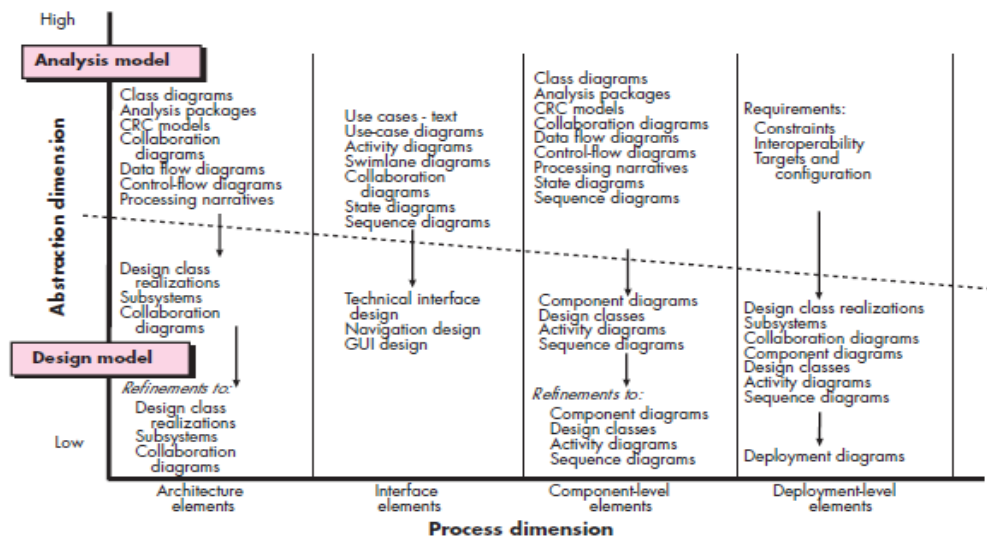 High
Analysis model
Abstraction dimension
Design model
Low
Class diagrams
Analysis packages
CRC models
Collaboration
diagrams
Data flow diagrams
Control-flow diagrams
Processing narratives
Design class
realizations
Subsystems
Collaboration
diagrams
Refinements to:
Design class
realizations
Subsystems
Collaboration
diagrams
Use cases - text
Use-case diagrams
Activity diagrams
Swimlane diagrams
Collaboration
diagrams
State diagrams
Sequence diagrams
Technical interface
design
Navigation design
GUI design
Class diagrams
Analysis packages
CRC models
Collaboration diagrams
Data flow diagrams
Control-flow diagrams
Processing narratives
State diagrams
Sequence diagrams
Component diagrams
Design classes
Activity diagrams
Sequence diagrams
Refinements to:
Component diagrams
Design classes
Activity diagrams
Sequence diagrams
Requirements:
Constraints
Interoperability
Targets and
configuration
Design class realizations
Subsystems
Collaboration diagrams
Component diagrams
Design classes
Activity diagrams
Sequence diagrams
Deployment diagrams
Architecture
elements
Interface
elements
Component-level
elements
Deployment-level
elements
Process dimension